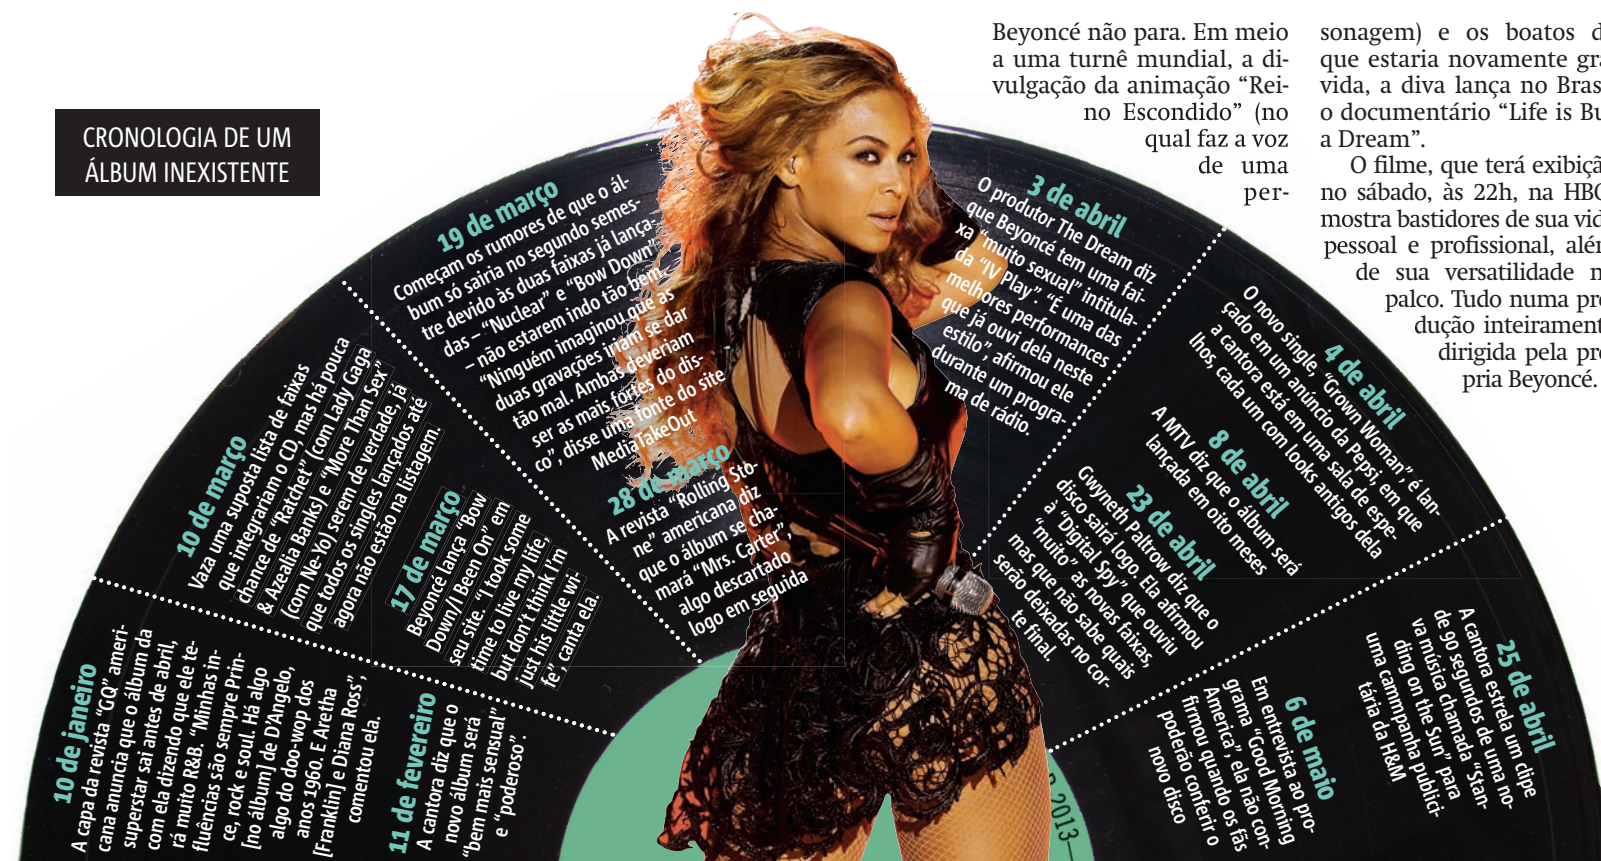 CRONOLOGIA DE UM
ÁLBUM INEXISTENTE
10 de janeiro
A capa da revista “GQ” ameri-
cana anuncia que o álbum da
superstar sai antes de abril,
com ela dizendo que ele te-
rá muito R&B. “Minhas in-
fluências são sempre Prin-
ce, rock e soul. Há algo
[no álbum] de D’Angelo,
algo do doo-wop dos
anos 1960. E Aretha
[Franklin] e Diana Ross”,
comentou ela.
11 de fevereiro
A cantora diz que o
novo álbum será
“bem mais sensual”
e “poderoso”.
10 de março
Vaza uma suposta lista de faixas
que integrariam o CD, mas há pouca
chance de “Ratchet” (com Lady Gaga
& Azealia Banks) e “More Than Sex”
(com Ne-Yo) serem de verdade, já
que todos os singles lançados até
agora não estão na listagem.
17 de março
Beyoncé lança “Bow
Down/I Been On” em
seu site. “I took some
time to live my life,
but don’t think I’m
just his little wi-
fe”, canta ela.
19 de março
Começam os rumores de que o ál-
bum só sairia no segundo semes-
tre devido às duas faixas já lança-
das – “Nuclear” e “Bow Down”
– não estarem indo tão bem.
“Ninguém imaginou que as
duas gravações iriam se dar
tão mal. Ambas deveriam
ser as mais fortes do dis-
co”, disse uma fonte do site
MediaTakeOut
28 de março
A revista “Rolling Sto-
ne” americana diz
que o álbum se cha-
mará “Mrs. Carter”,
algo descartado
logo em seguida
3 de abril
O produtor The Dream diz
que Beyoncé tem uma fai-
xa “muito sexual” intitula-
da “IV Play”. “É uma das
melhores performances
que já ouvi dela neste
estilo”, afirmou ele
durante um progra-
ma de rádio.
4 de abril
O novo single, “Grown Woman”, é lan-
çado em um anúncio da Pepsi, em que
a cantora está em uma sala de espe-
lhos, cada um com looks antigos dela
8 de abril
A MTV diz que o álbum será
lançada em oito meses
23 de abril
Gwyneth Paltrow diz que o
disco sairá logo. Ela afirmou
à “Digital Spy” que ouviu
“muito” as novas faixas,
mas que não sabe quais
serão deixadas no cor-
te final.
25 de abril
A cantora estrela um clipe
de 90 segundos de uma no-
va música chamada “Stan-
ding on the Sun” para
uma campanha publici-
tária da H&M
6 de maio
Em entrevista ao pro-
grama “Good Morning
America”, ela não con-
firmou quando os fãs
poderão conferir o
novo disco
2013
Beyoncé não para. Em meio
a uma turnê mundial, a di-
vulgação da animação “Rei-
no Escondido” (no
qual faz a voz
de uma
per-
sonagem) e os boatos
que estaria novamente
vida, a diva lança no
o documentário “Life is
a Dream”.
O filme, que terá
no sábado, às 22h, na
mostra bastidores de sua
pessoal e profissional,
de sua versatilidade
palco. Tudo numa
dução
dirigida pela
pria Beyoncé.